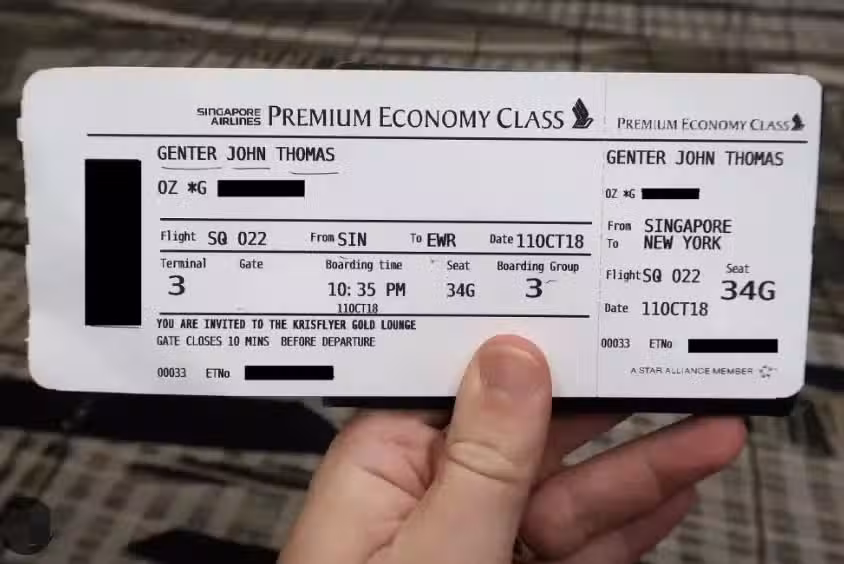 SINGAPORE AIRLINES PREMIUM ECONOMY CLASS
GENTER JOHN THOMAS
OZ *G
Flight SQ 022 From SIN To EWR Date 11OCT18
Terminal Gate Boarding time Seat Boarding Group
3 10:35 PM 34G 3
11OCT18
YOU ARE INVITED TO THE KRISFLYER GOLD LOUNGE
GATE CLOSES 10 MINS BEFORE DEPARTURE
00033 ETNo
PREMIUM ECONOMY CLASS
GENTER JOHN THOMAS
OZ *G
From SINGAPORE
To NEW YORK
Flight SQ 022 Seat 34G
Date 11OCT18
00033 ETNo
A STAR ALLIANCE MEMBER